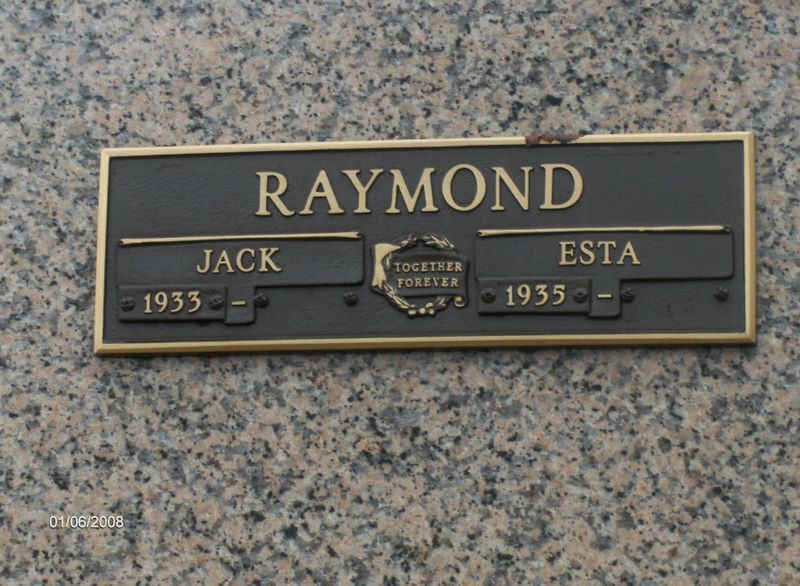 RAYMOND
JACK
1933 –
TOGETHER
FOREVER
ESTA
1935 –
01/06/2008